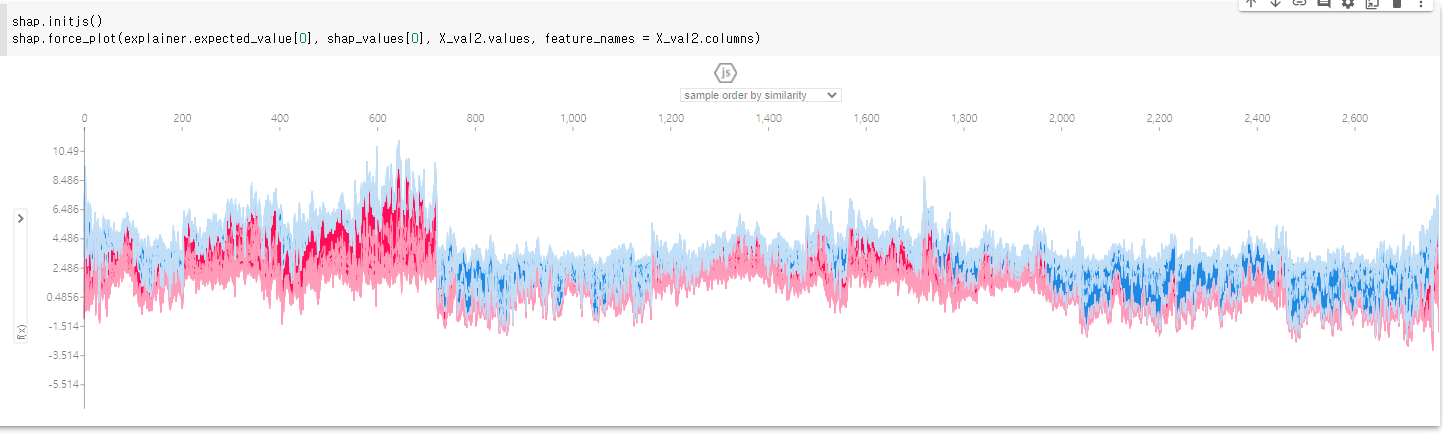 shap.initjs()
shap.force_plot(explainer.expected_value[0], shap_values[0], X_val2.values, feature_names = X_val2.columns)
js
sample order by similarity
0 200 400 600 800 1,000 1,200 1,400 1,600 1,800 2,000 2,200 2,400 2,600
10.49
8.486
6.486
4.486
2.486
0.4856
-1.514
-3.514
-5.514
f(x)